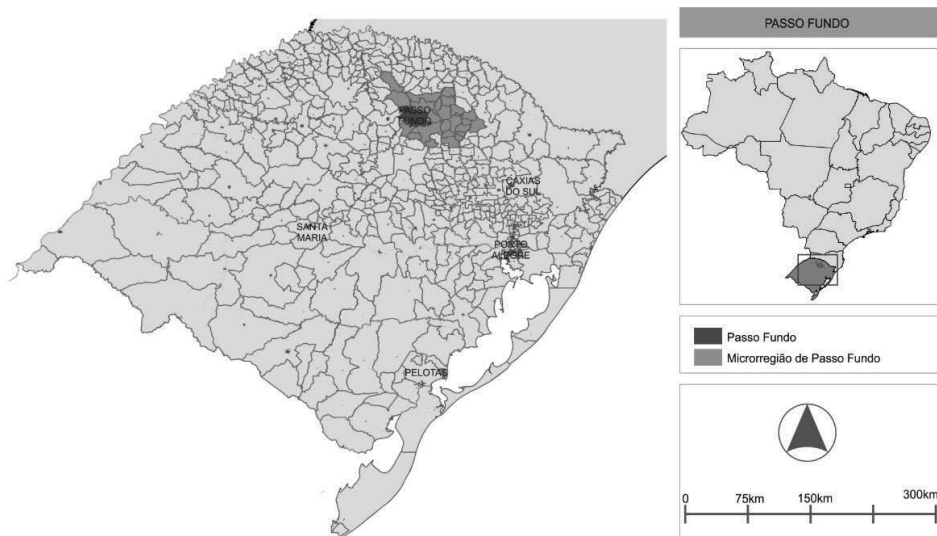 PASSO
FUNDO
CAXIAS
DO SUL
SANTA
MARIA
PORTO
ALEGRE
PELOTAS
PASSO FUNDO
Passo Fundo
Microrregião de Passo Fundo
0 75km 150km 300km